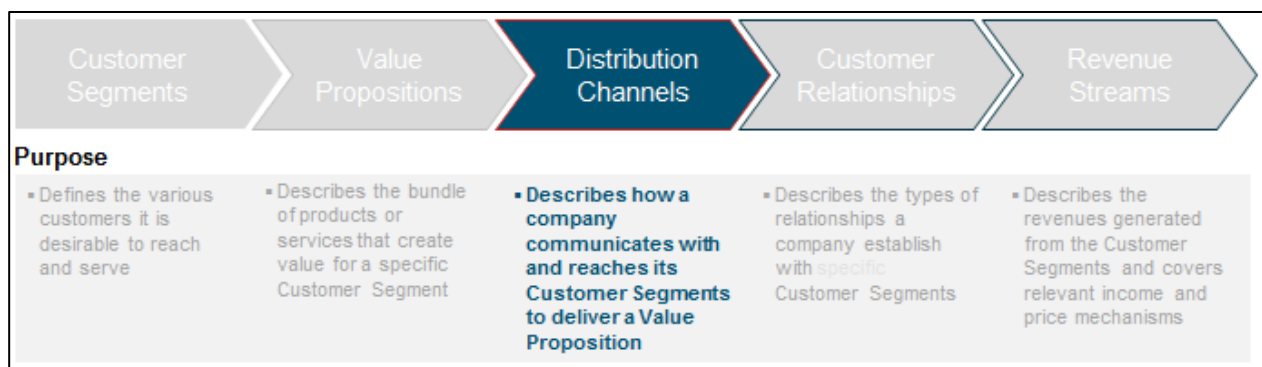 Customer
Segments
Value
Propositions
Distribution
Channels
Customer
Relationships
Revenue
Streams
Purpose
▪ Defines the various
customers it is
desirable to reach
and serve
▪ Describes the bundle
of products or
services that create
value for a specific
Customer Segment
▪ Describes how a
company
communicates with
and reaches its
Customer Segments
to deliver a Value
Proposition
▪ Describes the types of
relationships a
company establish
with specific
Customer Segments
▪ Describes the
revenues generated
from the Customer
Segments and covers
relevant income and
price mechanisms